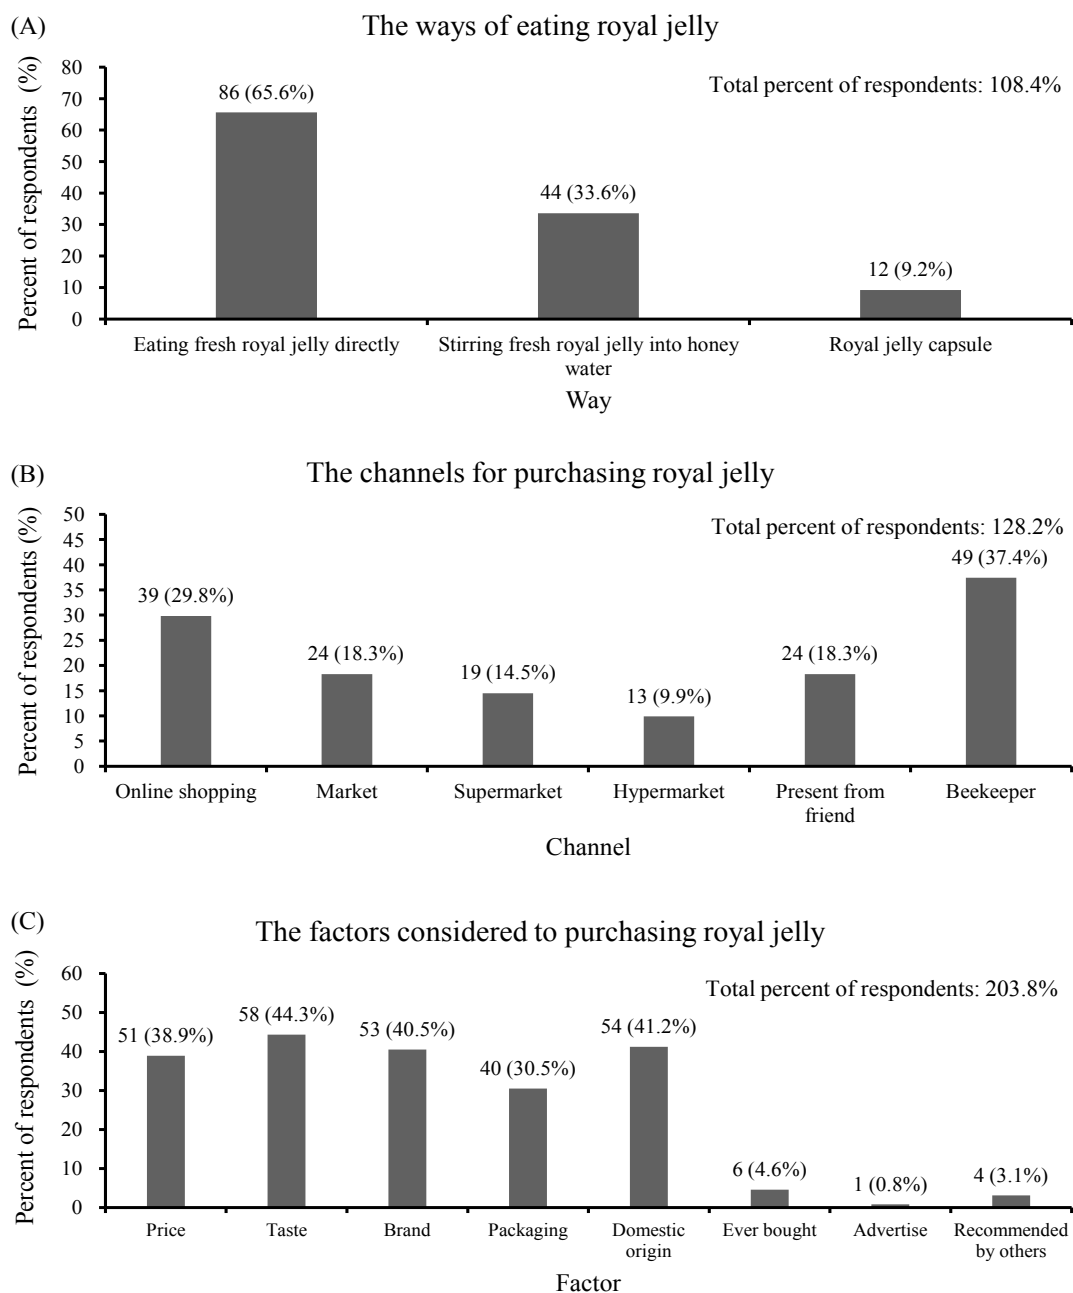 (A)
The ways of eating royal jelly
Percent of respondents (%)
80
70
60
50
40
30
20
10
0
Total percent of respondents: 108.4%
86 (65.6%)
44 (33.6%)
12 (9.2%)
Eating fresh royal jelly directly
Stirring fresh royal jelly into honey
water
Royal jelly capsule
Way
(B)
The channels for purchasing royal jelly
Percent of respondents (%)
50
45
40
35
30
25
20
15
10
5
0
Total percent of respondents: 128.2%
39 (29.8%)
24 (18.3%)
19 (14.5%)
13 (9.9%)
24 (18.3%)
49 (37.4%)
Online shopping
Market
Supermarket
Hypermarket
Present from
friend
Beekeeper
Channel
(C)
The factors considered to purchasing royal jelly
Percent of respondents (%)
60
50
40
30
20
10
0
Total percent of respondents: 203.8%
51 (38.9%)
58 (44.3%)
53 (40.5%)
40 (30.5%)
54 (41.2%)
6 (4.6%)
1 (0.8%)
4 (3.1%)
Price
Taste
Brand
Packaging
Domestic
origin
Ever bought
Advertise
Recommended
by others
Factor